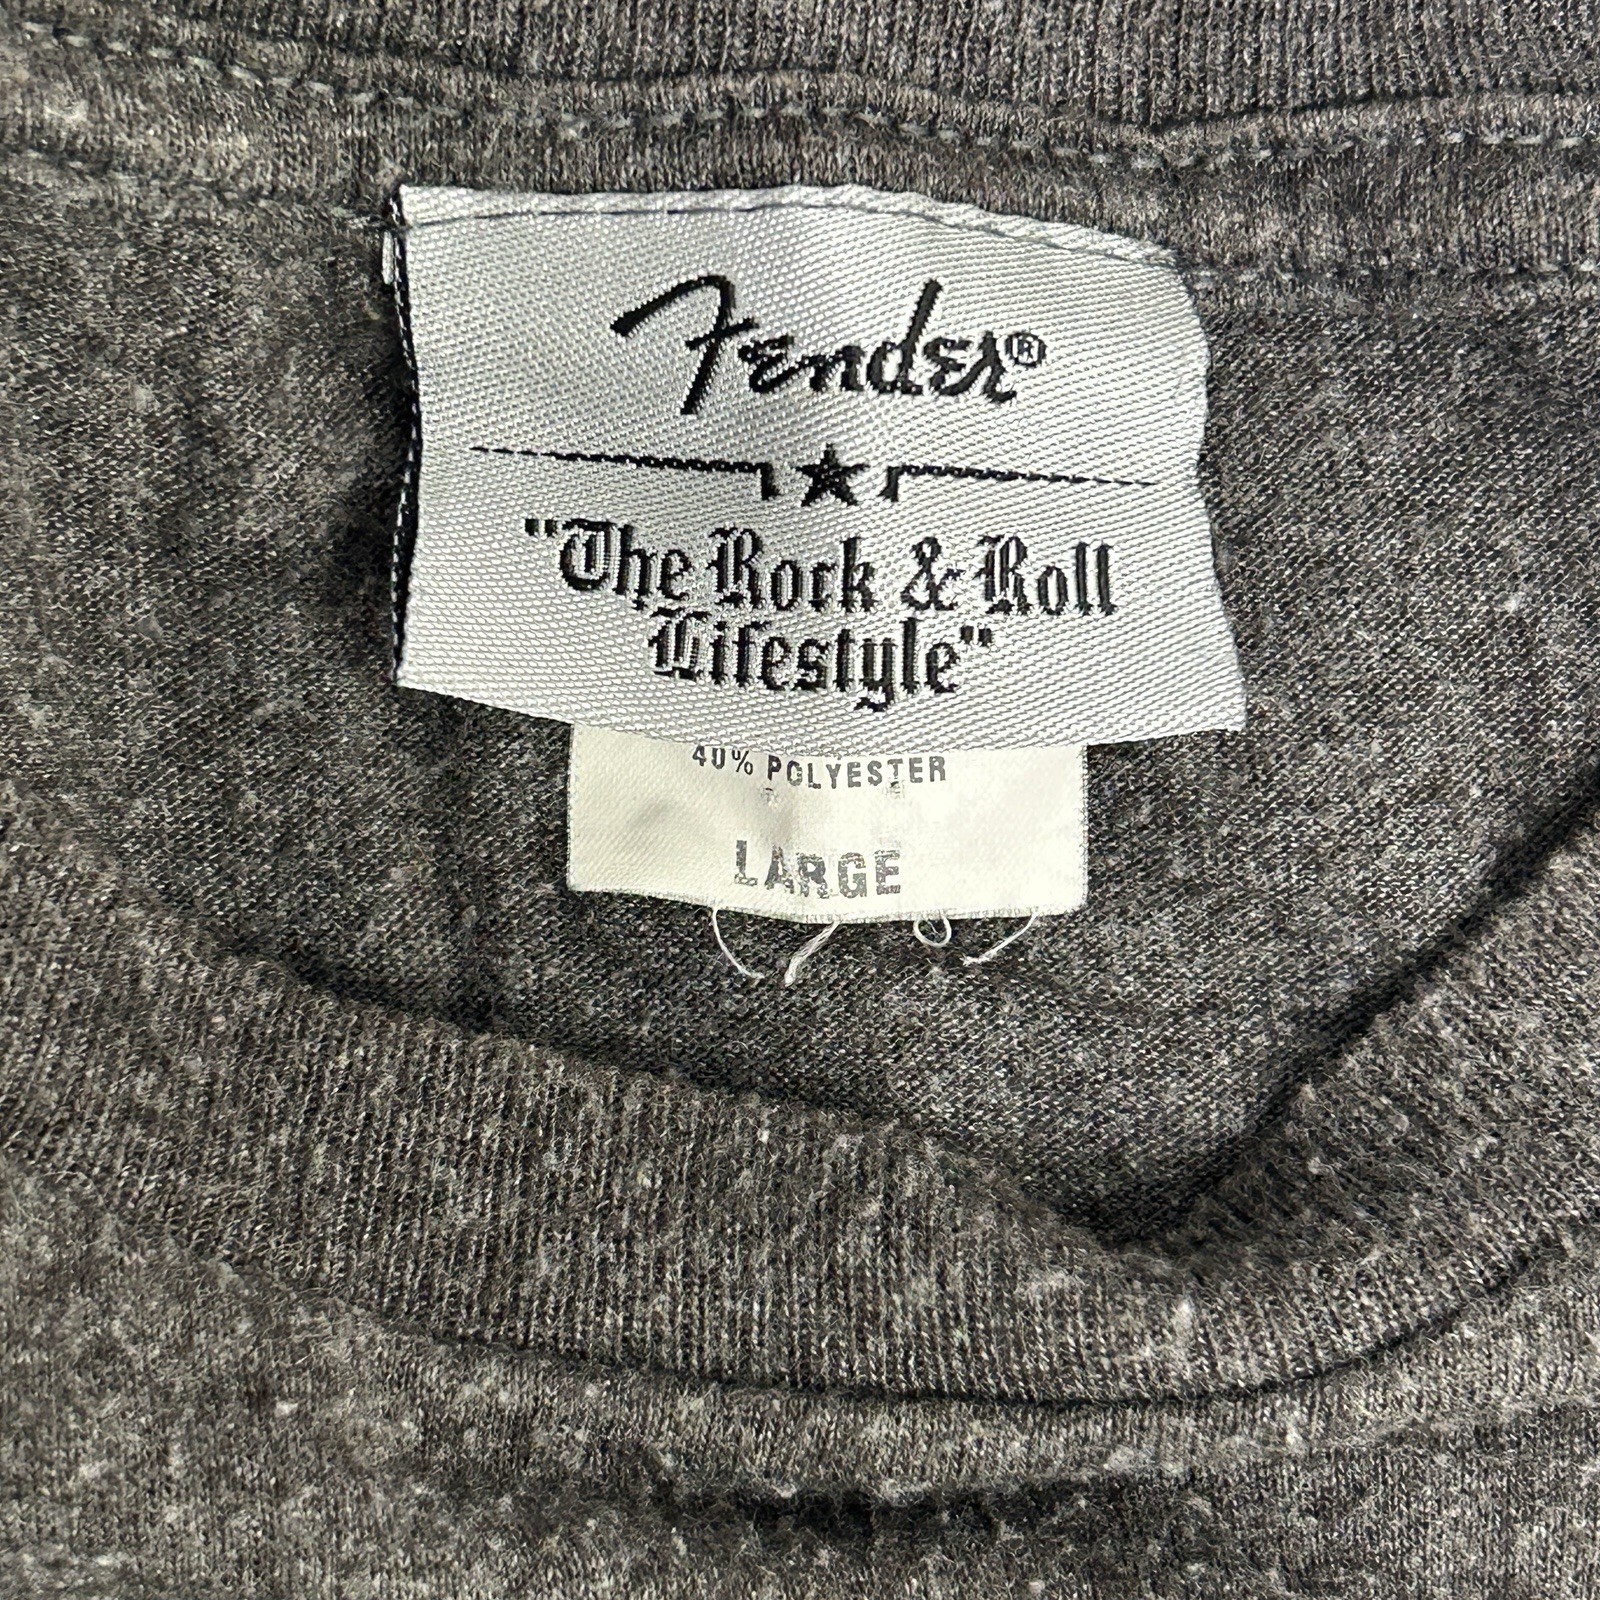 Fender®
"The Rock & Roll
Lifestyle"
40% POLYESTER
LARGE